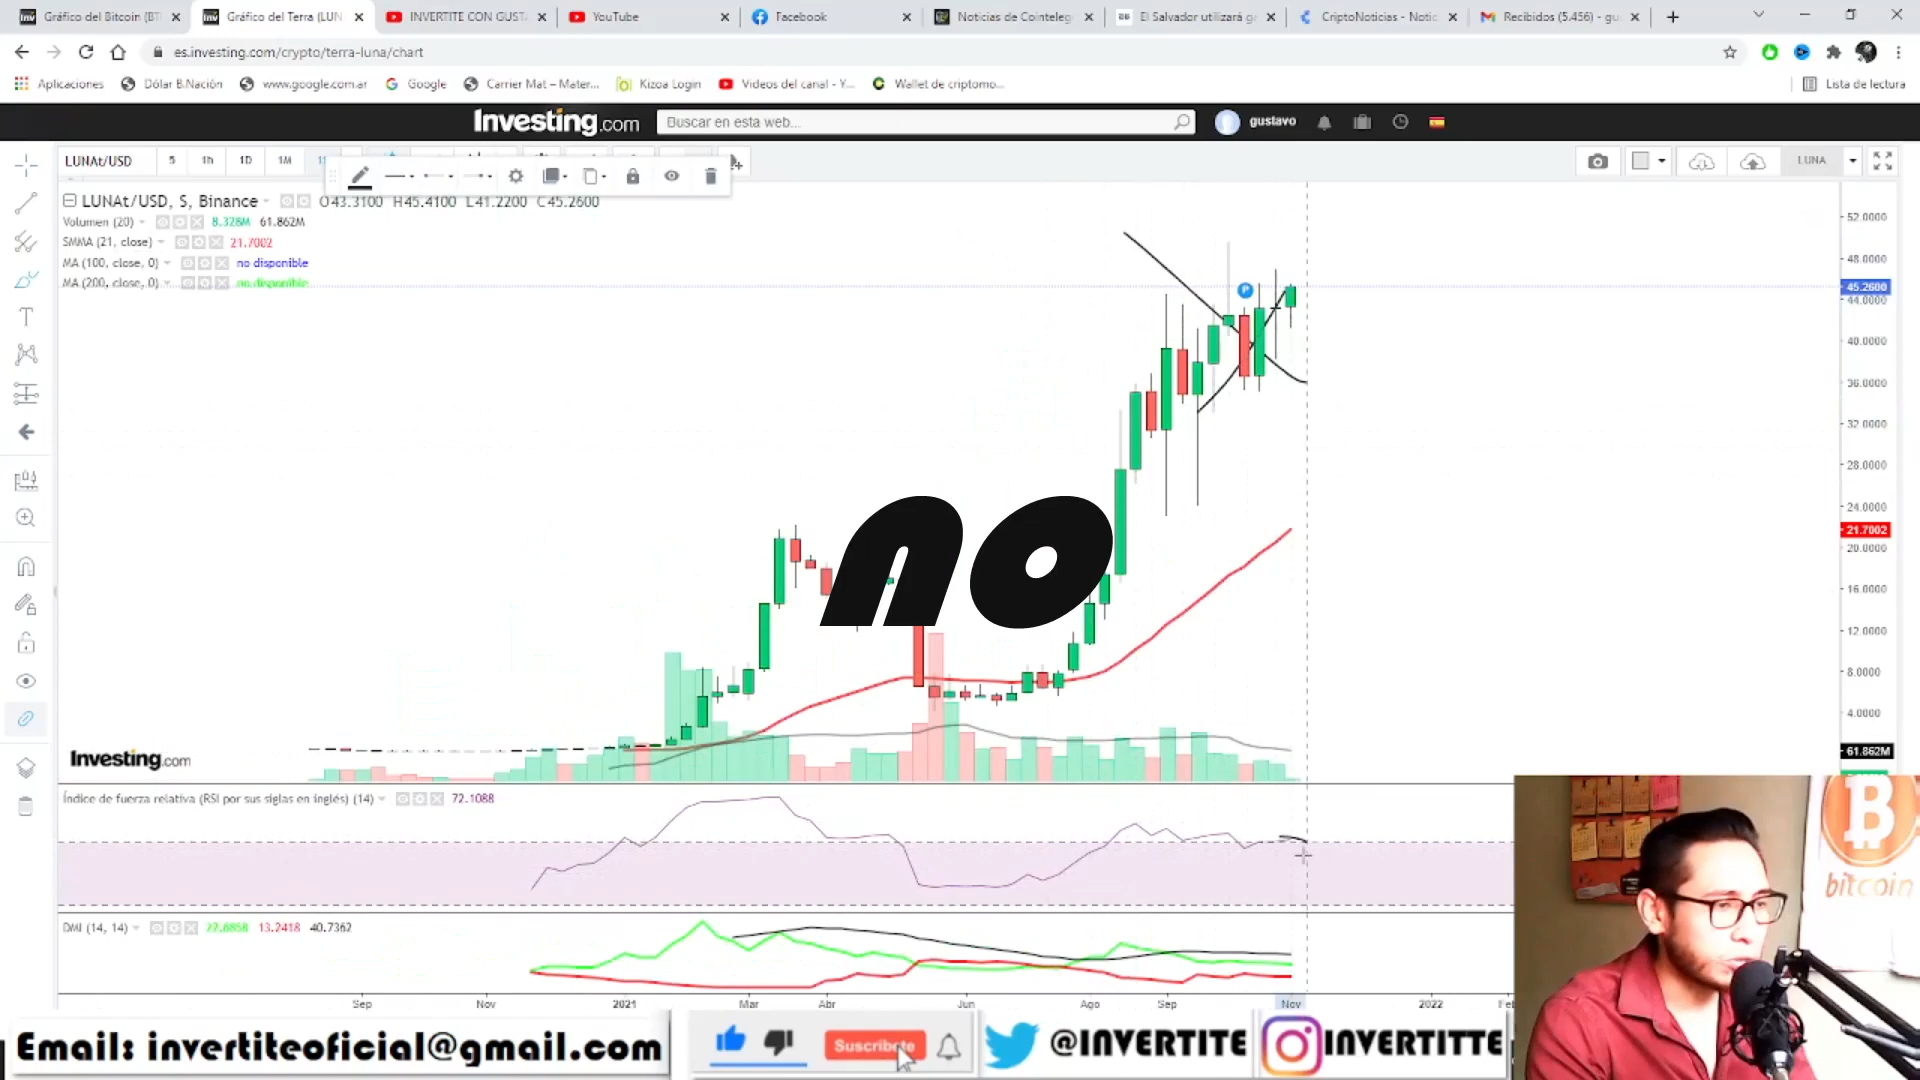 Gráfico del Bitcoin (BT
Gráfico del Terra (LUN
INVERTITE CON GUST
YouTube
Facebook
Noticias de Cointeleg
El Salvador utilizará g
CriptoNoticias - Notic
Recibidos (5.456) - gu
es.investing.com/crypto/terra-luna/chart
Aplicaciones
Dólar B.Nación
www.google.com.ar
Google
Carrier Mat – Mater...
Kizoa Login
Videos del canal - Y...
Wallet de criptomo...
Lista de lectura
Investing.com
Buscar en esta web...
gustavo
LUNAt/USD
5
1h
1D
1M
LUNA
LUNAt/USD, S, Binance
O43.3100 H45.4100 L41.2200 C45.2600
Volumen (20) 8.328M 61.862M
SMMA (21, close) 21.7002
MA (100, close, 0) no disponible
MA (200, close, 0) no disponible
52.0000
48.0000
45.2600
44.0000
40.0000
36.0000
32.0000
28.0000
24.0000
21.7002
20.0000
16.0000
12.0000
8.0000
4.0000
61.862M
P
no
Investing.com
Índice de fuerza relativa (RSI por sus siglas en inglés) (14) 72.1088
DMI (14, 14) 27.6858 13.2418 40.7362
Sep
Nov
2021
Mar
Abr
Jun
Ago
Sep
Nov
2022
bitcoin
Emails: invertiteoficial@gmail.com
Suscribete
@INVERTITE
INVERTITTE